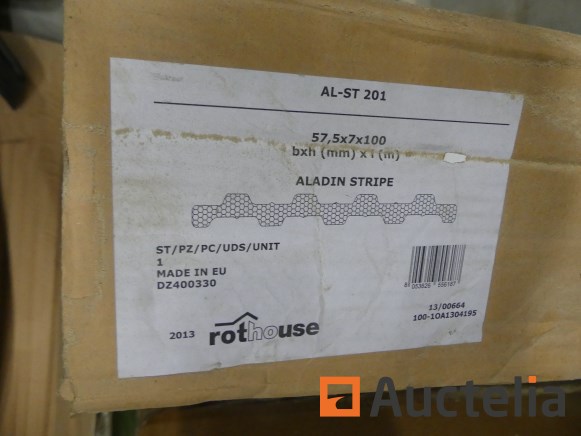 AL-ST 201
57,5x7x100
bxh (mm) x l (m)
ALADIN STRIPE
ST/PZ/PC/UDS/UNIT
1
MADE IN EU
DZ400330
13/00664
100-1OA1304195
2013 rothouse
Auctelia